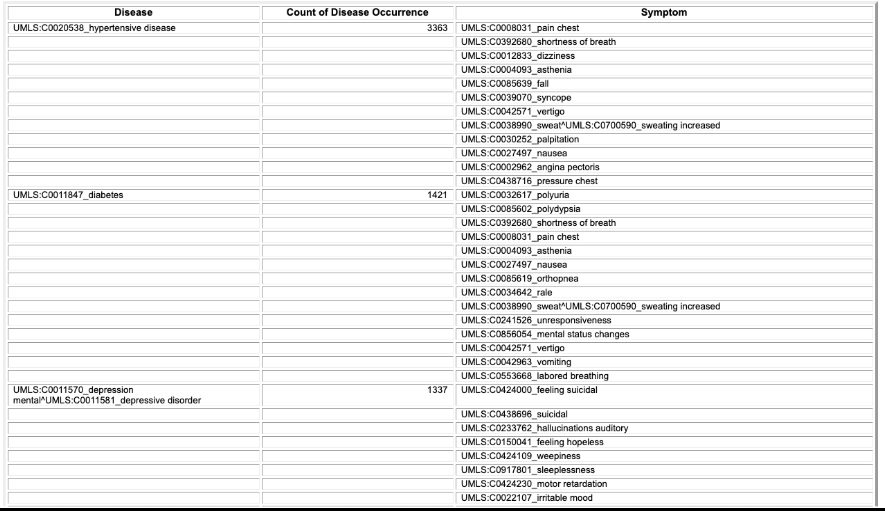 Disease Count of Disease Occurrence Symptom
UMLS:C0020538_hypertensive disease 3363 UMLS:C0008031_pain chest
UMLS:C0392680_shortness of breath
UMLS:C0012833_dizziness
UMLS:C0004093_asthenia
UMLS:C0085639_fall
UMLS:C0039070_syncope
UMLS:C0042571_vertigo
UMLS:C0038990_sweat^UMLS:C0700590_sweating increased
UMLS:C0030252_palpitation
UMLS:C0027497_nausea
UMLS:C0002962_angina pectoris
UMLS:C0438716_pressure chest
UMLS:C0011847_diabetes 1421 UMLS:C0032617_polyuria
UMLS:C0085602_polydypsia
UMLS:C0392680_shortness of breath
UMLS:C0008031_pain chest
UMLS:C0004093_asthenia
UMLS:C0027497_nausea
UMLS:C0085619_orthopnea
UMLS:C0034642_rale
UMLS:C0038990_sweat^UMLS:C0700590_sweating increased
UMLS:C0241526_unresponsiveness
UMLS:C0856054_mental status changes
UMLS:C0042571_vertigo
UMLS:C0042963_vomiting
UMLS:C0553668_labored breathing
UMLS:C0011570_depression 1337 UMLS:C0424000_feeling suicidal
mental^UMLS:C0011581_depressive disorder
UMLS:C0438696_suicidal
UMLS:C0233762_hallucinations auditory
UMLS:C0150041_feeling hopeless
UMLS:C0424109_weepiness
UMLS:C0917801_sleeplessness
UMLS:C0424230_motor retardation
UMLS:C0022107_irritable mood